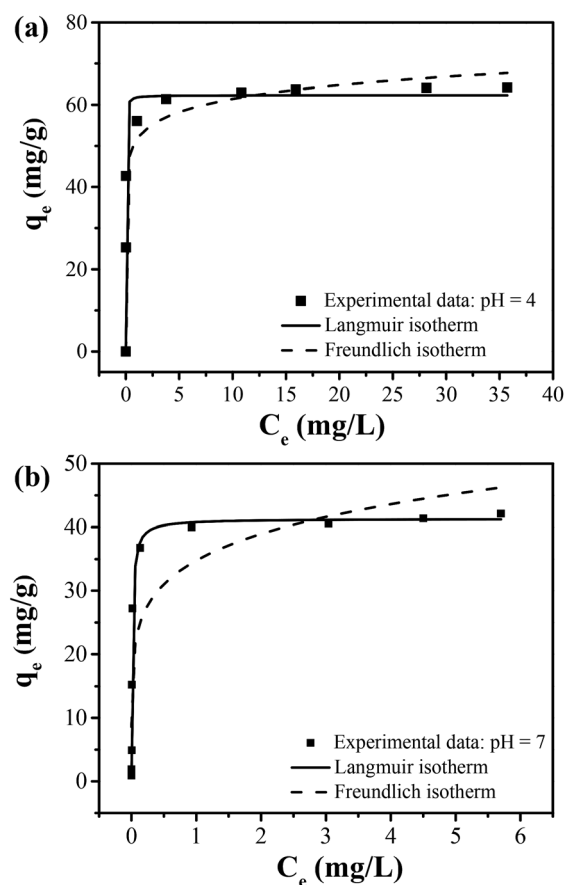 (a)
80
60
40
20
0
qe (mg/g)
Experimental data: pH = 4
Langmuir isotherm
Freundlich isotherm
0 5 10 15 20 25 30 35 40
Ce (mg/L)
(b)
50
40
30
20
10
0
qe (mg/g)
Experimental data: pH = 7
Langmuir isotherm
Freundlich isotherm
0 1 2 3 4 5 6
Ce (mg/L)